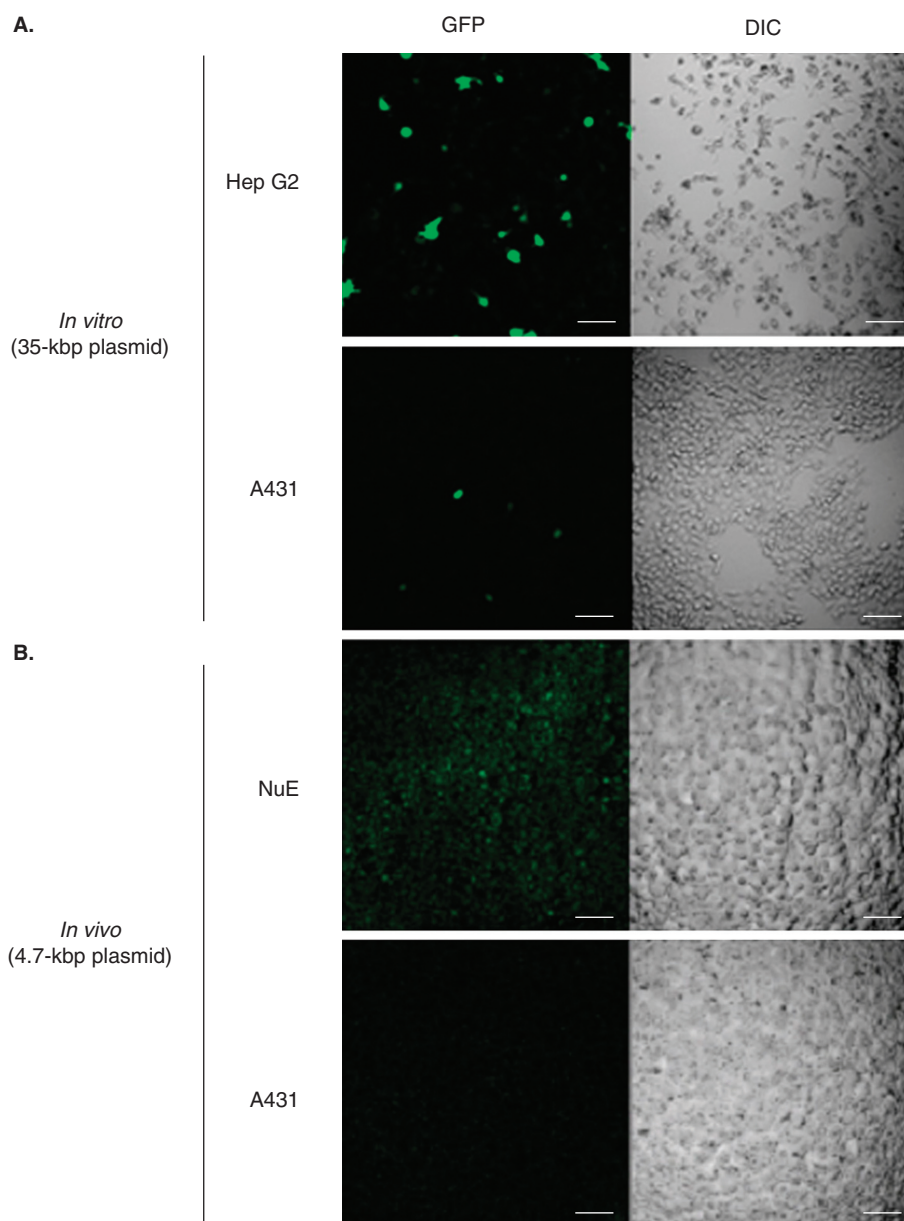 A.
GFP
DIC
Hep G2
In vitro
(35-kbp plasmid)
A431
B.
NuE
In vivo
(4.7-kbp plasmid)
A431